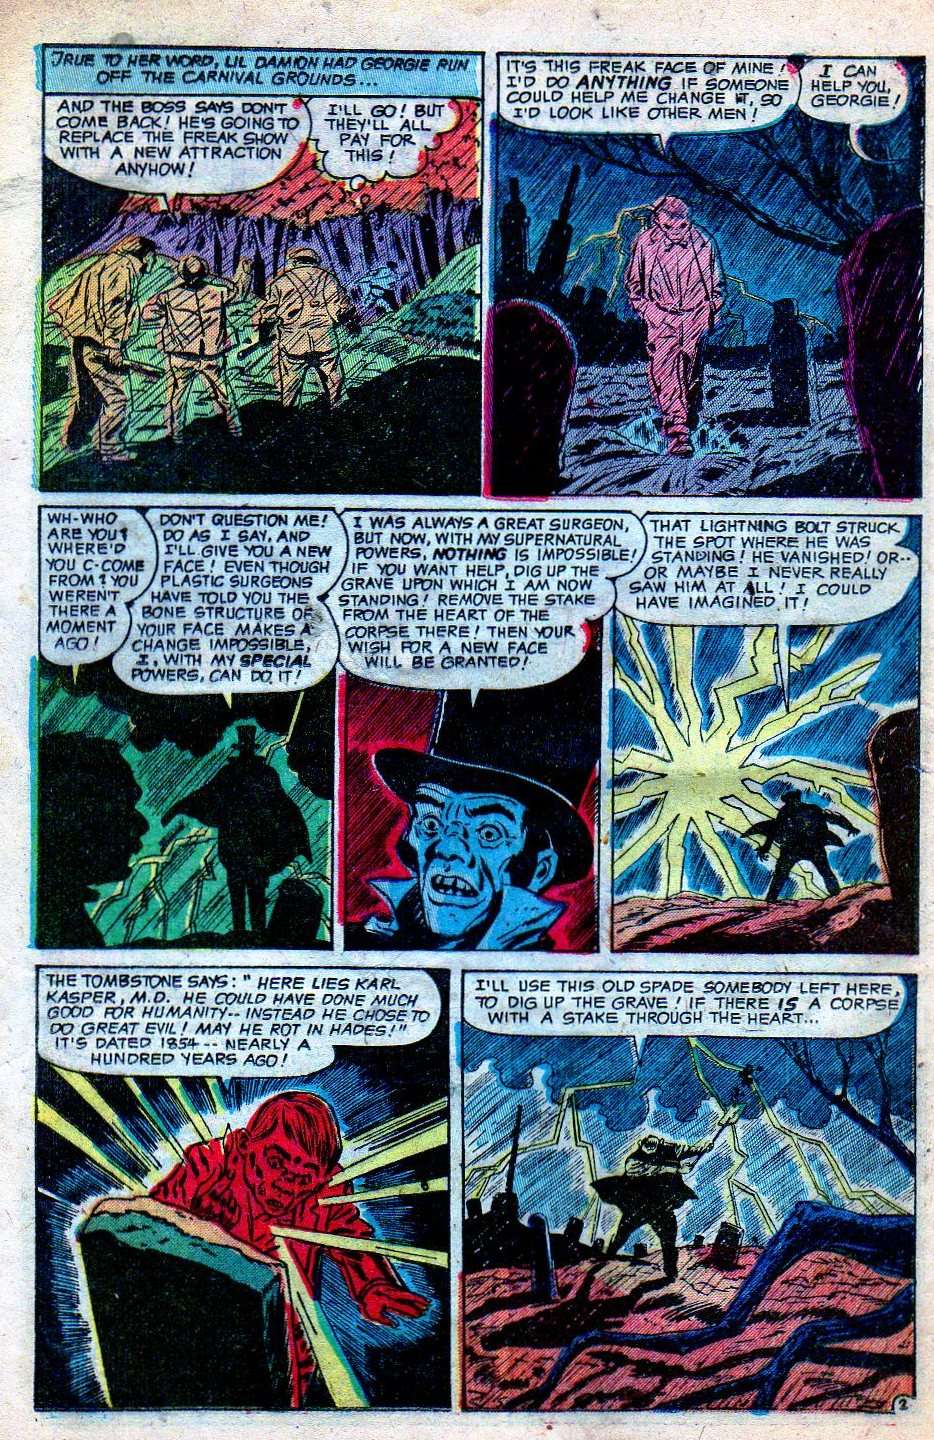 TRUE TO HER WORD, LIL DAMION HAD GEORGIE RUN
OFF THE CARNIVAL GROUNDS...
AND THE BOSS SAYS DON'T
COME BACK! HE'S GOING TO
REPLACE THE FREAK SHOW
WITH A NEW ATTRACTION
ANYHOW!
I'LL GO! BUT
THEY'LL ALL
PAY FOR
THIS!
IT'S THIS FREAK FACE OF MINE!
I'D DO ANYTHING IF SOMEONE
COULD HELP ME CHANGE IT, SO
I'D LOOK LIKE OTHER MEN!
I CAN
HELP YOU,
GEORGIE!
WH-WHO
ARE YOU?
WHERE'D
YOU C-COME
FROM? YOU
WEREN'T
THERE A
MOMENT
AGO!
DON'T QUESTION ME!
DO AS I SAY, AND
I'LL GIVE YOU A NEW
FACE! EVEN THOUGH
PLASTIC SURGEONS
HAVE TOLD YOU THE
BONE STRUCTURE OF
YOUR FACE MAKES A
CHANGE IMPOSSIBLE,
I, WITH MY SPECIAL
POWERS, CAN DO IT!
I WAS ALWAYS A GREAT SURGEON,
BUT NOW, WITH MY SUPERNATURAL
POWERS, NOTHING IS IMPOSSIBLE!
IF YOU WANT HELP, DIG UP THE
GRAVE UPON WHICH I AM NOW
STANDING! REMOVE THE STAKE
FROM THE HEART OF THE
CORPSE THERE! THEN YOUR
WISH FOR A NEW FACE
WILL BE GRANTED!
THAT LIGHTNING BOLT STRUCK
THE SPOT WHERE HE WAS
STANDING! HE VANISHED! OR--
OR MAYBE I NEVER REALLY
SAW HIM AT ALL! I COULD
HAVE IMAGINED IT!
THE TOMBSTONE SAYS: "HERE LIES KARL
KASPER, M.D. HE COULD HAVE DONE MUCH
GOOD FOR HUMANITY-- INSTEAD HE CHOSE TO
DO GREAT EVIL! MAY HE ROT IN HADES!"
IT'S DATED 1854 -- NEARLY A
HUNDRED YEARS AGO!
I'LL USE THIS OLD SPADE SOMEBODY LEFT HERE,
TO DIG UP THE GRAVE! IF THERE IS A CORPSE
WITH A STAKE THROUGH THE HEART...
2